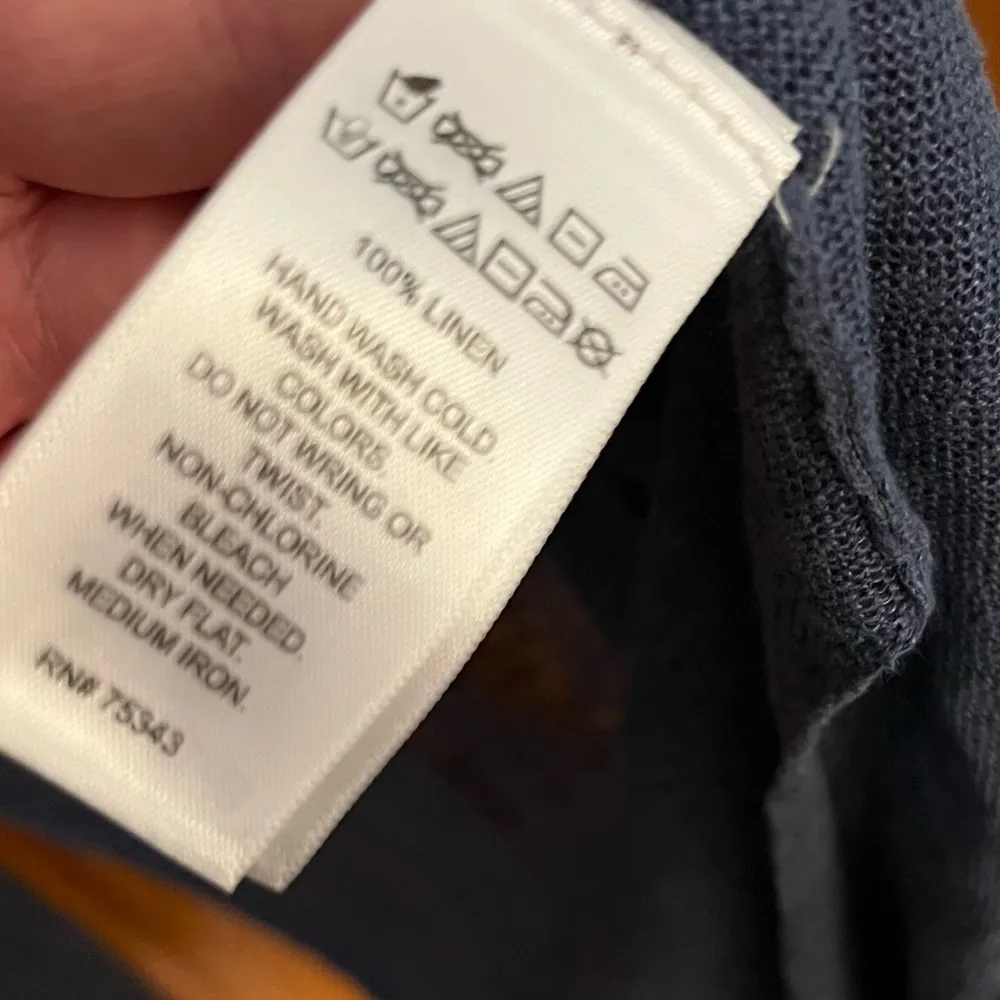 100% LINEN
HAND WASH COLD
WASH WITH LIKE
COLORS.
DO NOT WRING OR
TWIST.
NON-CHLORINE
BLEACH
WHEN NEEDED.
DRY FLAT.
MEDIUM IRON.
RN# 75343